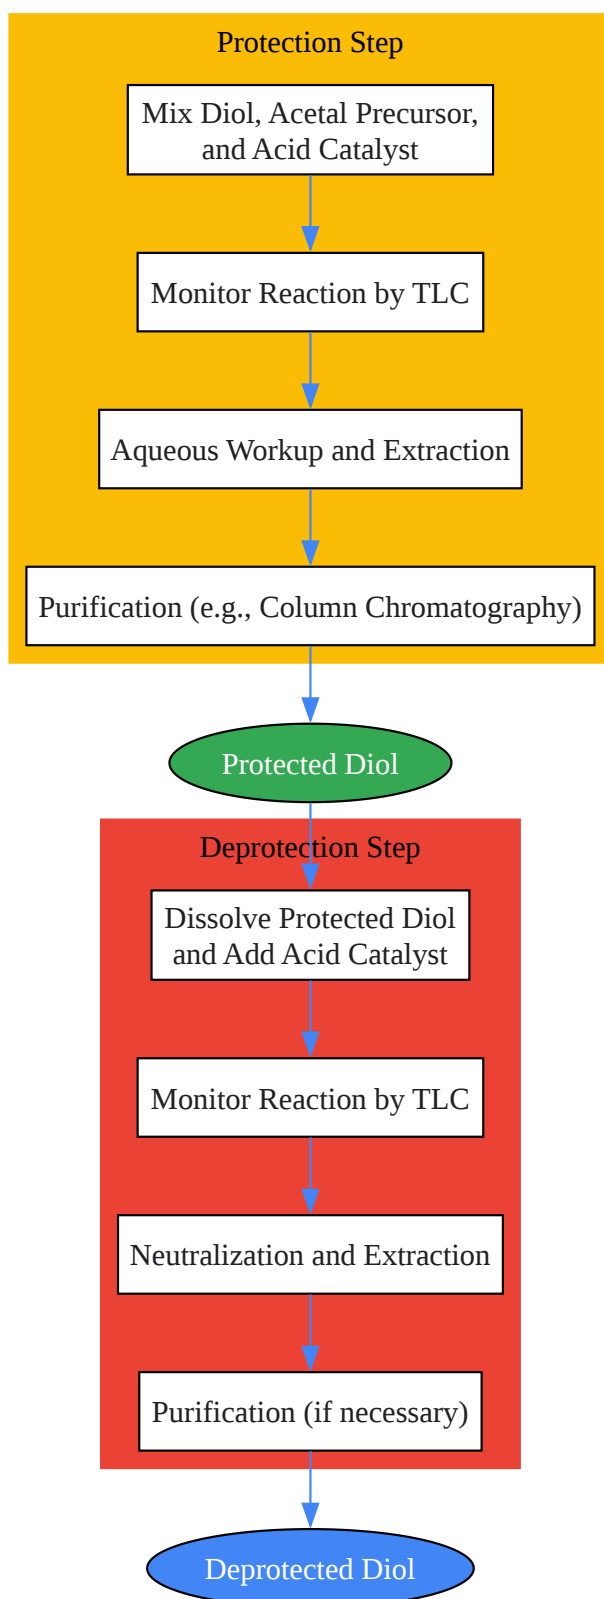 Protection Step
Mix Diol, Acetal Precursor,
and Acid Catalyst
Monitor Reaction by TLC
Aqueous Workup and Extraction
Purification (e.g., Column Chromatography)
Protected Diol
Deprotection Step
Dissolve Protected Diol
and Add Acid Catalyst
Monitor Reaction by TLC
Neutralization and Extraction
Purification (if necessary)
Deprotected Diol